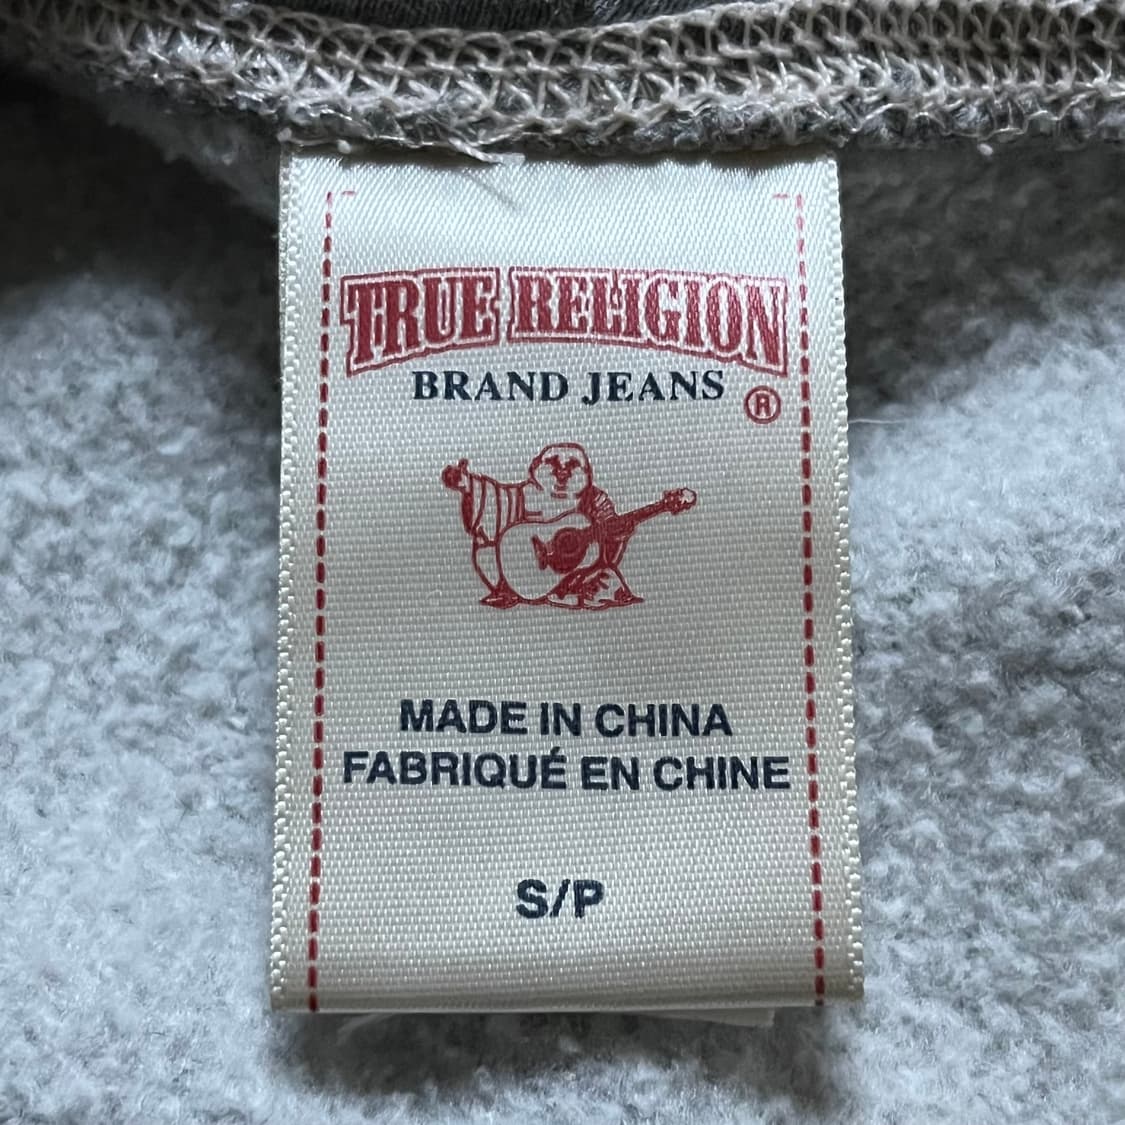 TRUE RELIGION
BRAND JEANS
®
MADE IN CHINA
FABRIQUÉ EN CHINE
S/P